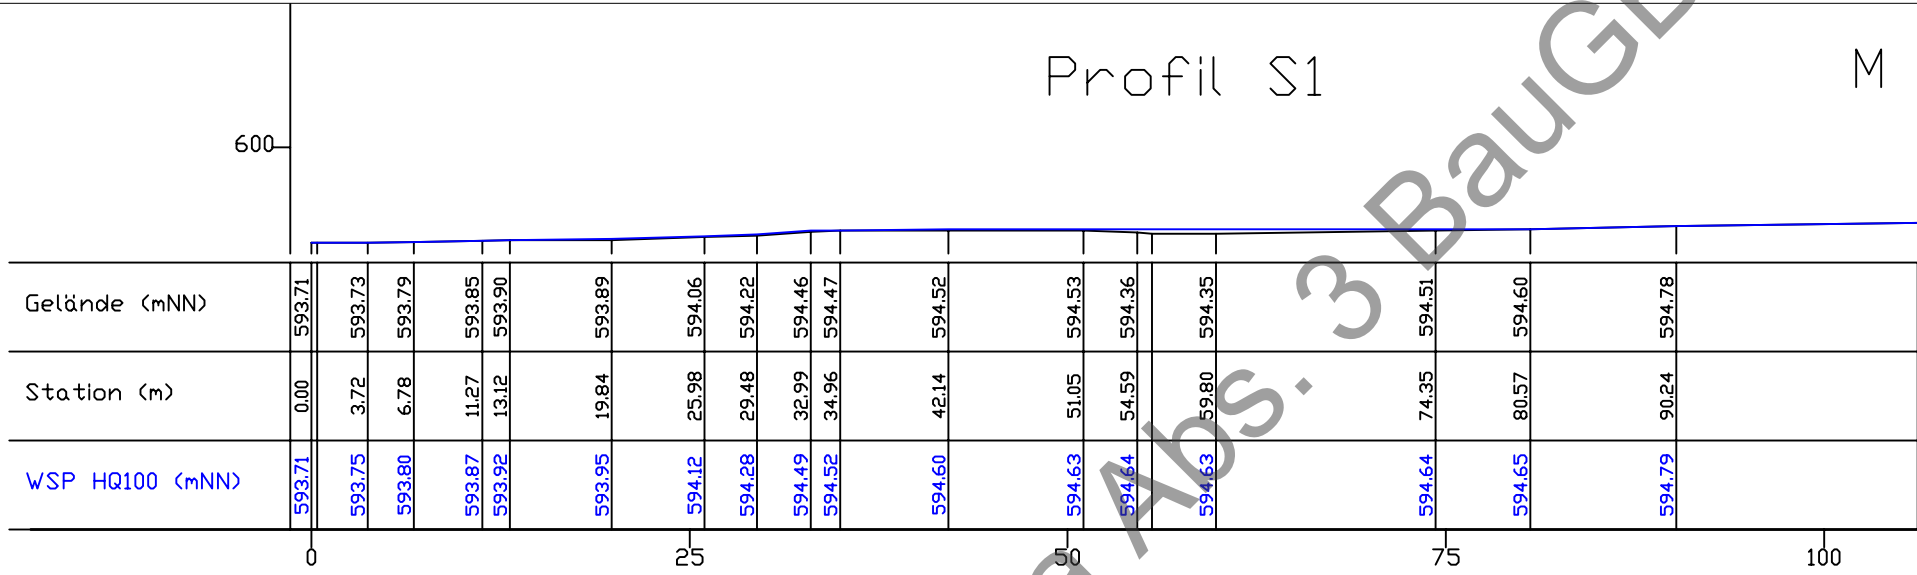 Profil S1 M
600
Gelände (mNN) 593.71 593.73 593.79 593.85 593.90 593.89 594.06 594.22 594.46 594.47 594.52 594.53 594.36 594.35 594.51 594.60 594.78
Station (m) 0.00 3.72 6.78 11.27 13.12 19.84 25.98 29.48 32.99 34.96 42.14 51.05 54.59 59.80 74.35 80.57 90.24
WSP HQ100 (mNN) 593.71 593.75 593.80 593.87 593.92 593.95 594.12 594.28 594.49 594.52 594.60 594.63 594.64 594.63 594.64 594.65 594.79
0 25 50 75 100
Abs. 3 BauG